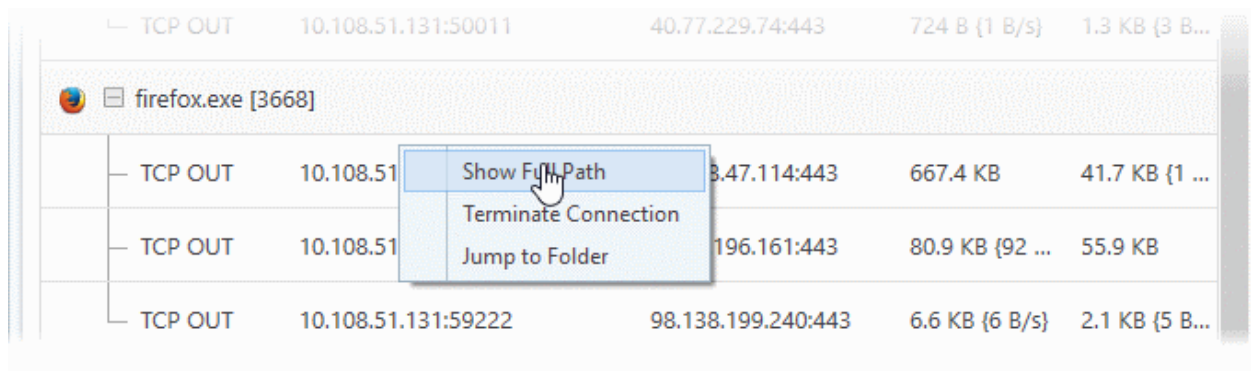 TCP OUT 10.108.51.131:50011 40.77.229.74:443 724 B {1 B/s} 1.3 KB {3 B...
firefox.exe [3668]
TCP OUT 10.108.51 Show Full Path 3.47.114:443 667.4 KB 41.7 KB {1 ...
Terminate Connection
TCP OUT 10.108.51 Jump to Folder 196.161:443 80.9 KB {92 ... 55.9 KB
TCP OUT 10.108.51.131:59222 98.138.199.240:443 6.6 KB {6 B/s} 2.1 KB {5 B...